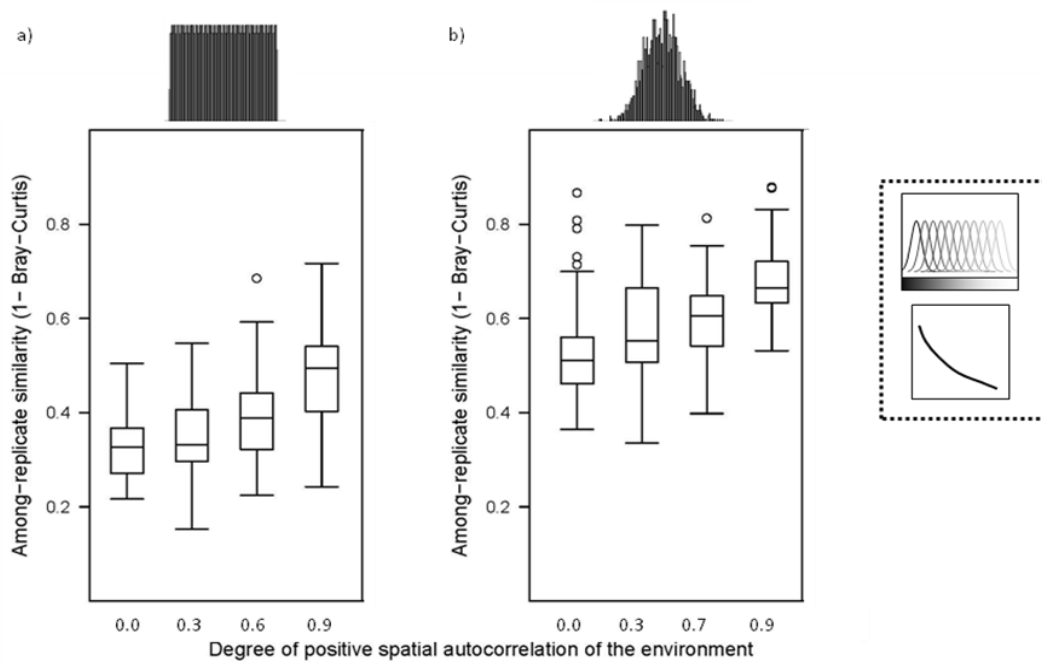 a)
b)
Among-replicate similarity (1- Bray-Curtis)
0.8
0.6
0.4
0.2
0.0 0.3 0.6 0.9
Among-replicate similarity (1- Bray-Curtis)
0.8
0.6
0.4
0.2
0.0 0.3 0.7 0.9
Degree of positive spatial autocorrelation of the environment